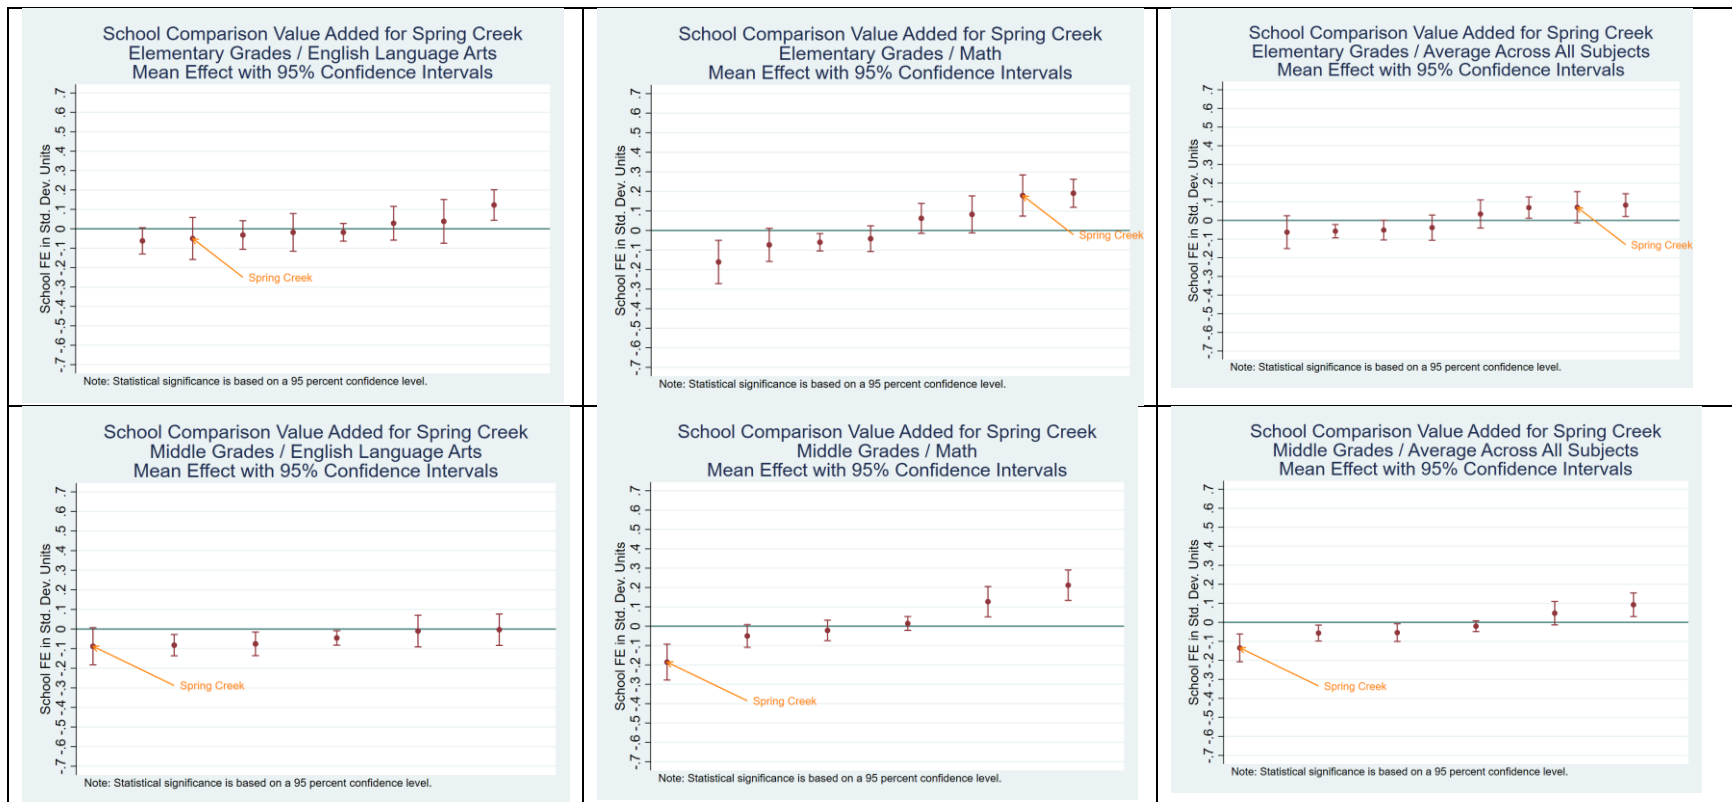 School Comparison Value Added for Spring Creek
Elementary Grades / English Language Arts
Mean Effect with 95% Confidence Intervals
School FE in Std. Dev. Units
.7
.6
.5
.4
.3
.2
.1
0
-.1
-.2
-.3
-.4
-.5
-.6
-.7
Spring Creek
Note: Statistical significance is based on a 95 percent confidence level.
School Comparison Value Added for Spring Creek
Elementary Grades / Math
Mean Effect with 95% Confidence Intervals
School FE in Std. Dev. Units
.7
.6
.5
.4
.3
.2
.1
0
-.1
-.2
-.3
-.4
-.5
-.6
-.7
Spring Creek
Note: Statistical significance is based on a 95 percent confidence level.
School Comparison Value Added for Spring Creek
Elementary Grades / Average Across All Subjects
Mean Effect with 95% Confidence Intervals
School FE in Std. Dev. Units
.7
.6
.5
.4
.3
.2
.1
0
-.1
-.2
-.3
-.4
-.5
-.6
-.7
Spring Creek
Note: Statistical significance is based on a 95 percent confidence level.
School Comparison Value Added for Spring Creek
Middle Grades / English Language Arts
Mean Effect with 95% Confidence Intervals
School FE in Std. Dev. Units
.7
.6
.5
.4
.3
.2
.1
0
-.1
-.2
-.3
-.4
-.5
-.6
-.7
Spring Creek
Note: Statistical significance is based on a 95 percent confidence level.
School Comparison Value Added for Spring Creek
Middle Grades / Math
Mean Effect with 95% Confidence Intervals
School FE in Std. Dev. Units
.7
.6
.5
.4
.3
.2
.1
0
-.1
-.2
-.3
-.4
-.5
-.6
-.7
Spring Creek
Note: Statistical significance is based on a 95 percent confidence level.
School Comparison Value Added for Spring Creek
Middle Grades / Average Across All Subjects
Mean Effect with 95% Confidence Intervals
School FE in Std. Dev. Units
.7
.6
.5
.4
.3
.2
.1
0
-.1
-.2
-.3
-.4
-.5
-.6
-.7
Spring Creek
Note: Statistical significance is based on a 95 percent confidence level.